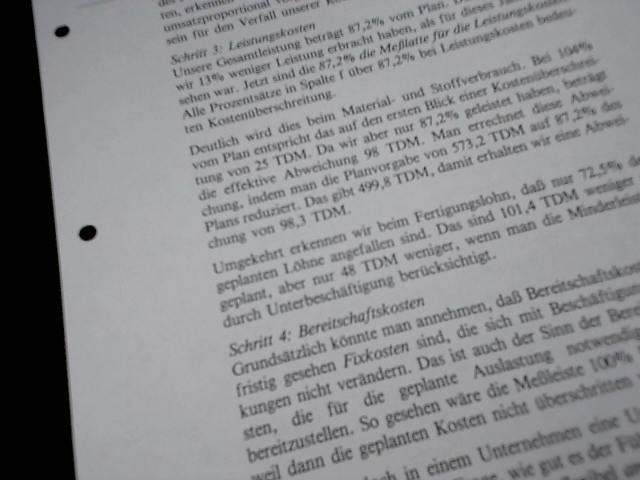 ten, erkennen
umsatzproportional
sein für den Verfall unserer
Schritt 3: Leistungskosten
Unsere Gesamtleistung beträgt 87,2% vom Plan.
wir 13% weniger Leistung erbracht haben, als für dieses
sehen war. Jetzt sind die 87,2% die Meßlatte für die Leistungskosten.
Alle Prozentsätze in Spalte f über 87,2% bei Leistungskosten bedeu-
ten Kostenüberschreitung.
Deutlich wird dies beim Material- und Stoffverbrauch. Bei 104%
vom Plan entspricht das auf den ersten Blick einer Kostenüberschrei-
tung von 25 TDM. Da wir aber nur 87,2% geleistet haben, beträgt
die effektive Abweichung 98 TDM. Man errechnet diese Abwei-
chung, indem man die Planvorgabe von 573,2 TDM auf 87,2% des
Plans reduziert. Das gibt 499,8 TDM, damit erhalten wir eine Abwei-
chung von 98,3 TDM.
Umgekehrt erkennen wir beim Fertigungslohn, daß nur 72,5% der
geplanten Löhne angefallen sind. Das sind 101,4 TDM weniger
geplant, aber nur 48 TDM weniger, wenn man die Minderleis
durch Unterbeschäftigung berücksichtigt.
Schritt 4: Bereitschaftskosten
Grundsätzlich könnte man annehmen, daß Bereitschaftskos
fristig gesehen Fixkosten sind, die sich mit Beschäftigun
kungen nicht verändern. Das ist auch der Sinn der Bere
sten, die für die geplante Auslastung notwendig
bereitzustellen. So gesehen wäre die Meßleiste 100%
weil dann die geplanten Kosten nicht überschritten
doch in einem Unternehmen eine U
wie gut es der Fi